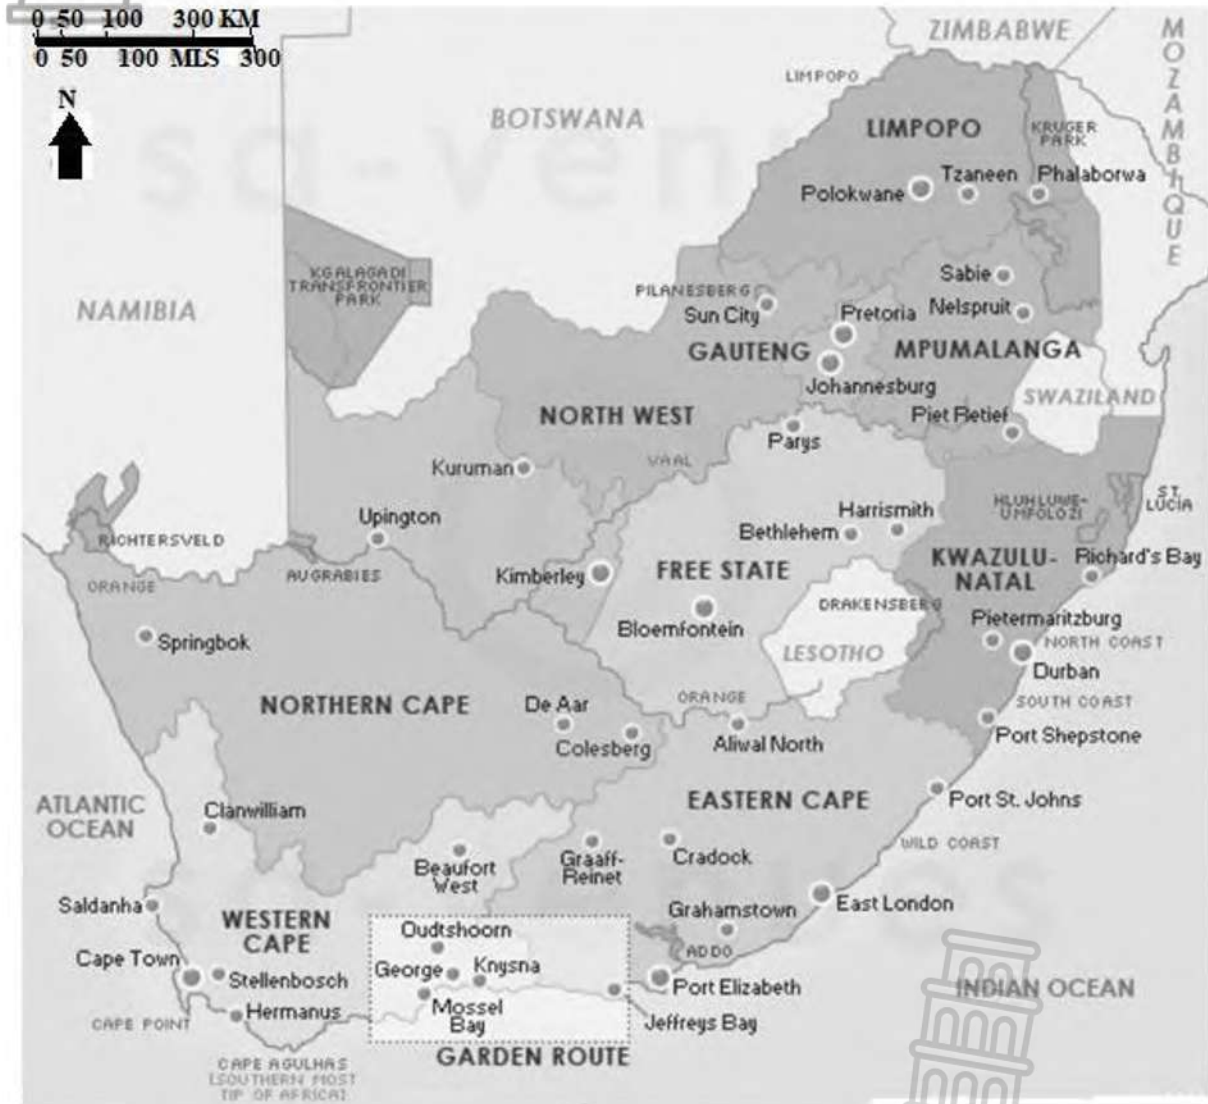 0 50 100 300 KM
0 50 100 MLS 300
N
ZIMBABWE
MOZAMBIQUE
LIMPOPO
BOTSWANA
LIMPOPO
KRUGER
PARK
Tzaneen
Phalaborwa
Polokwane
sa-ven
KGALAGADI
TRANSFRONTIER
PARK
NAMIBIA
Sabie
PILANESBERG
Sun City
Pretoria
Nelspruit
GAUTENG
MPUMALANGA
Johannesburg
SWAZILAND
NORTH WEST
Piet Retief
Parys
Kuruman
VAAL
HLUHLUWE-
UMFOLOZI
ST.
LUCIA
Upington
Harrismith
Bethlehem
RICHTERSVELD
AUGRABIES
ORANGE
Kimberley
FREE STATE
KWAZULU-
NATAL
Richard's Bay
DRAKENSBERG
Bloemfontein
Pietermaritzburg
Springbok
LESOTHO
NORTH COAST
Durban
NORTHERN CAPE
De Aar
ORANGE
SOUTH COAST
Colesberg
Aliwal North
Port Shepstone
ATLANTIC
OCEAN
Clanwilliam
EASTERN CAPE
Port St. Johns
WILD COAST
Beaufort
West
Graaff-
Reinet
Cradock
Saldanha
WESTERN
CAPE
Grahamstown
East London
Oudtshoorn
ADDO
Cape Town
Stellenbosch
George
Knysna
Port Elizabeth
INDIAN OCEAN
Hermanus
Mossel
Bay
Jeffreys Bay
CAPE POINT
GARDEN ROUTE
CAPE AGULHAS
(SOUTHERN MOST
TIP OF AFRICA)